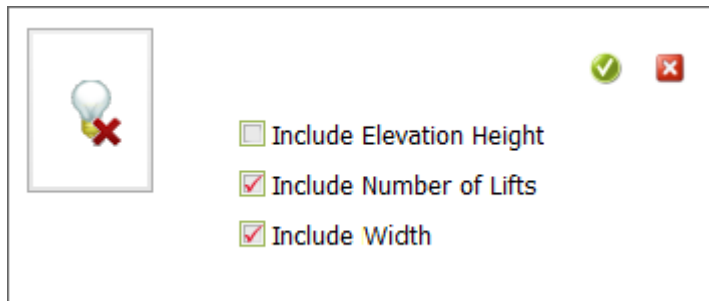 Include Elevation Height
Include Number of Lifts
Include Width